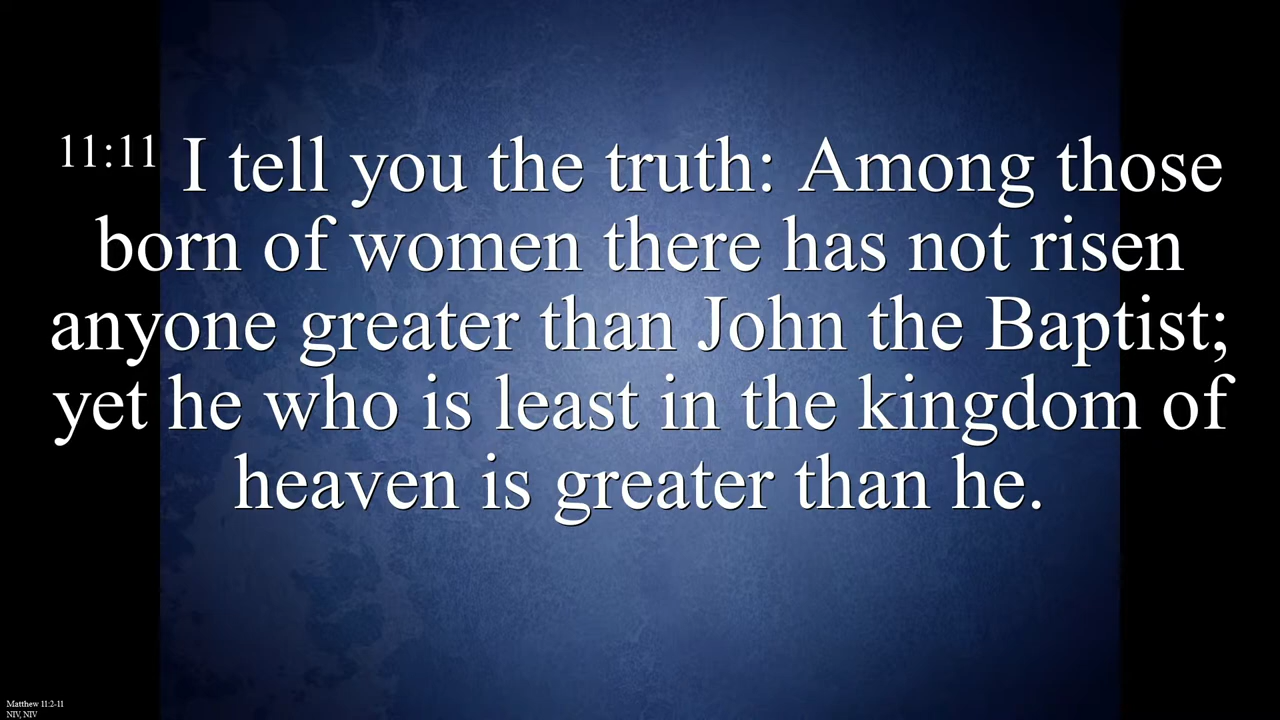 11:11 I tell you the truth: Among those
born of women there has not risen
anyone greater than John the Baptist;
yet he who is least in the kingdom of
heaven is greater than he.
Matthew 11:2-11
NIV, NIV